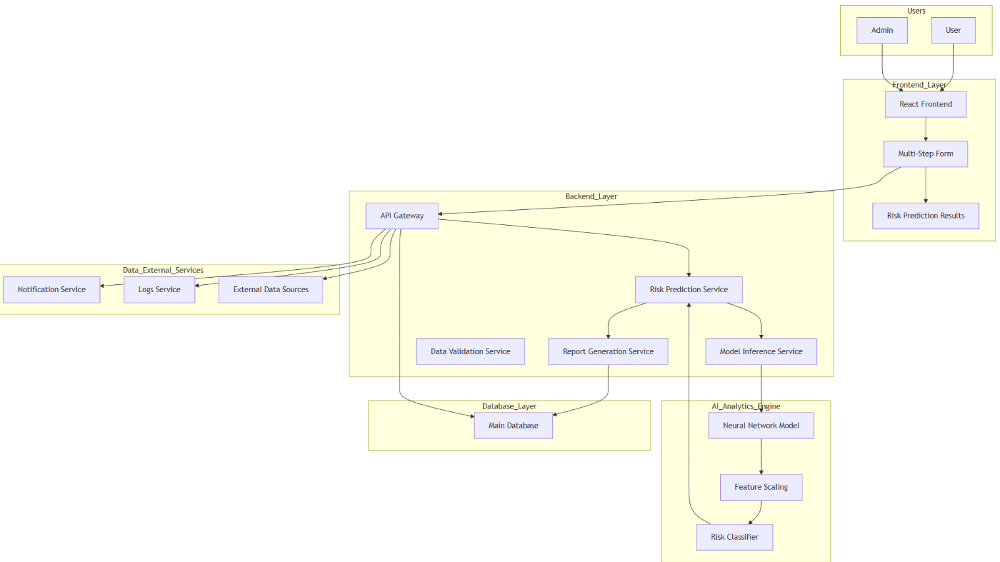 Users
Admin
User
Frontend_Layer
React Frontend
Multi-Step Form
Risk Prediction Results
Backend_Layer
API Gateway
Data_External_Services
Notification Service
Logs Service
External Data Sources
Risk Prediction Service
Data Validation Service
Report Generation Service
Model Inference Service
Database_Layer
Main Database
AI_Analytics_Engine
Neural Network Model
Feature Scaling
Risk Classifier